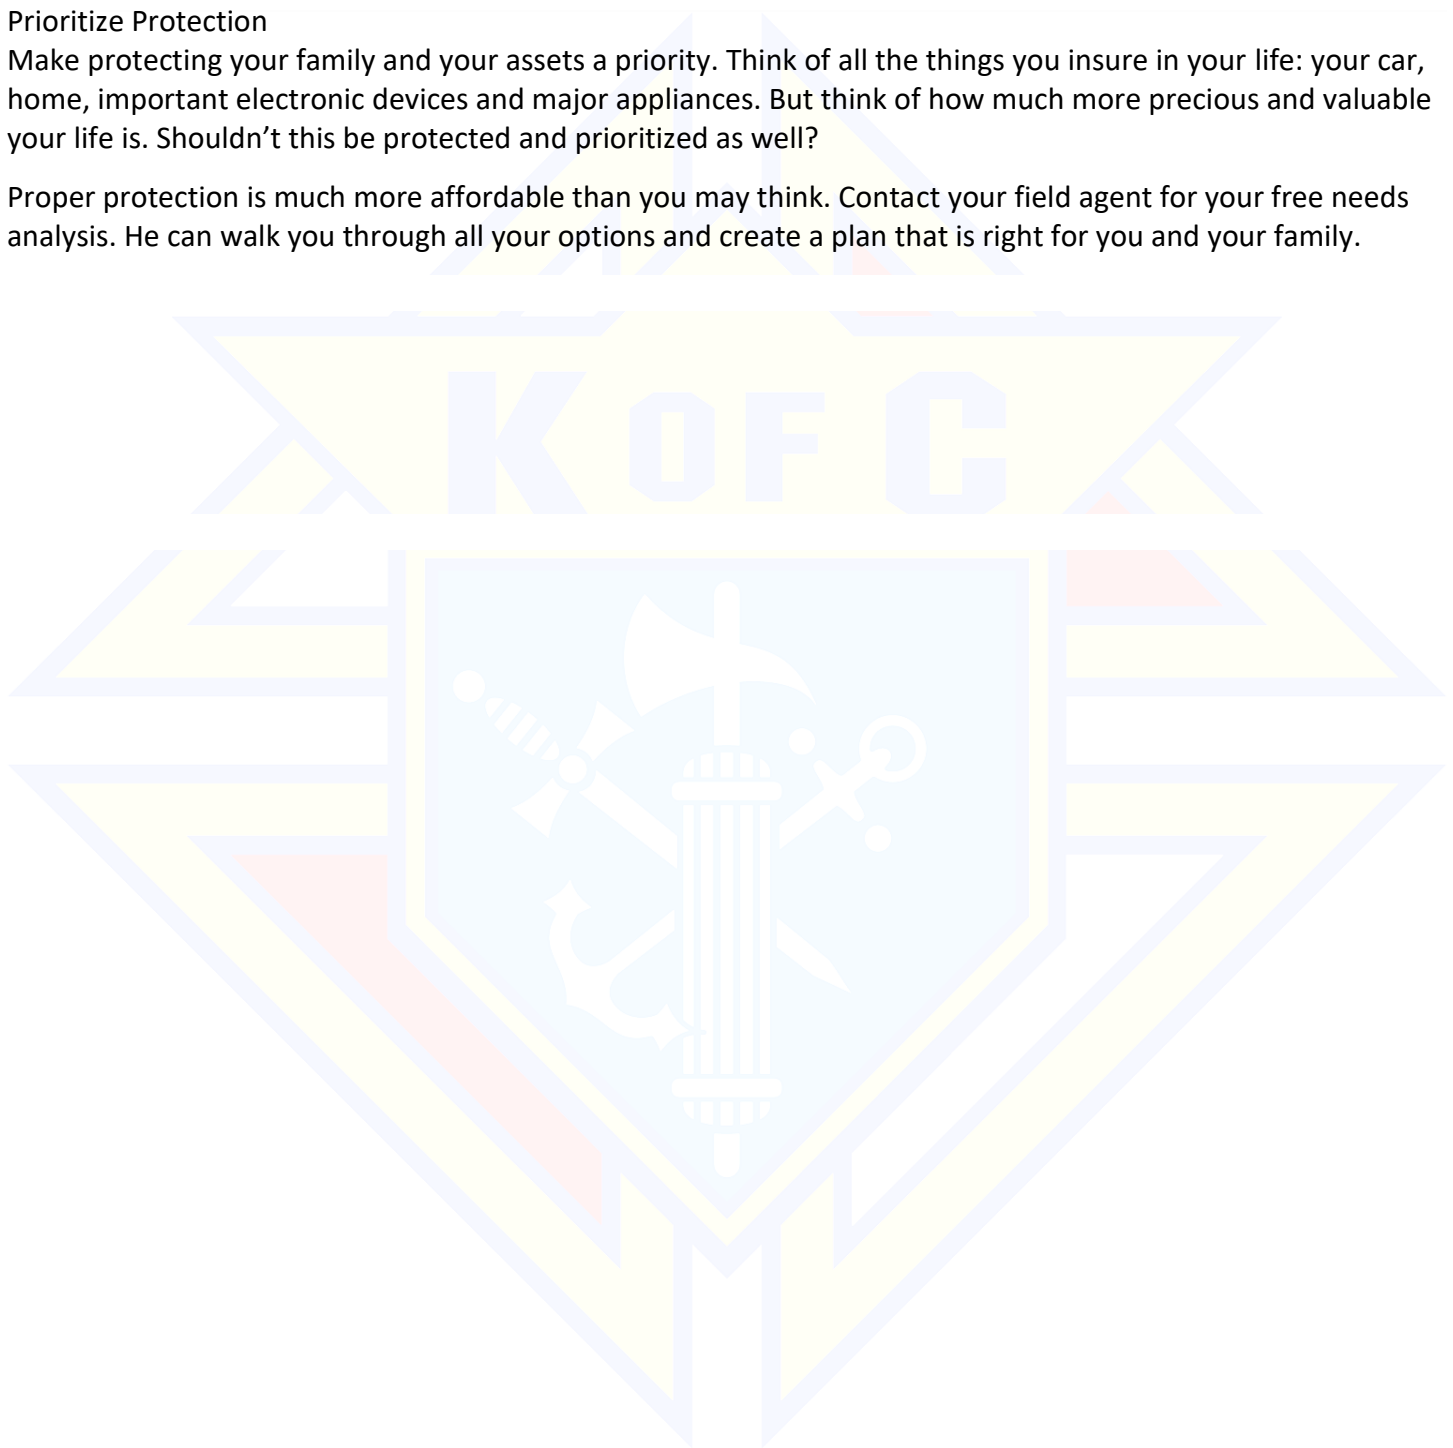 Prioritize Protection
Make protecting your family and your assets a priority. Think of all the things you insure in your life: your car,
home, important electronic devices and major appliances. But think of how much more precious and valuable
your life is. Shouldn’t this be protected and prioritized as well?
Proper protection is much more affordable than you may think. Contact your field agent for your free needs
analysis. He can walk you through all your options and create a plan that is right for you and your family.
K OF C